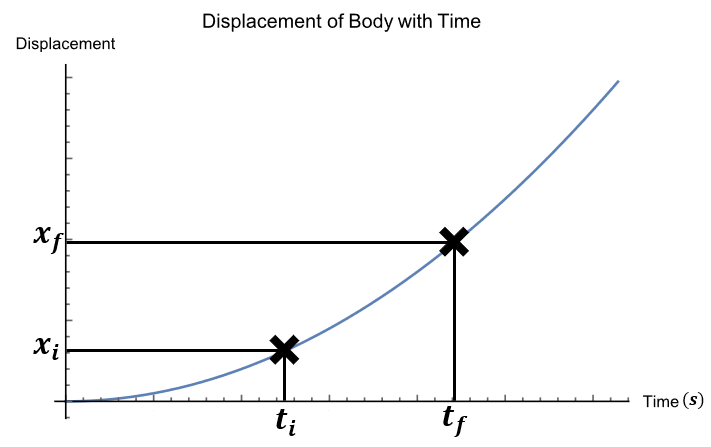 Displacement of Body with Time
Displacement
x_f
x_i
t_i
t_f
Time (s)